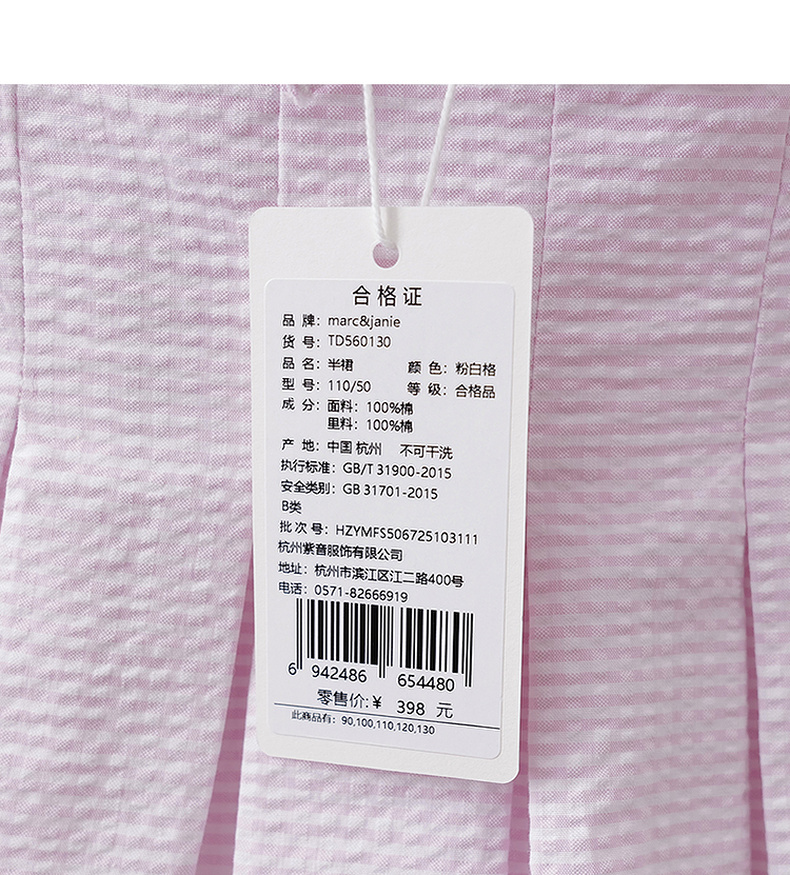 合格证
品 牌：marc&janie
货 号：TD560130
品 名：半裙 颜 色：粉白格
型 号：110/50 等 级：合格品
成 分：面料：100%棉
里料：100%棉
产 地：中国 杭州 不可干洗
执行标准：GB/T 31900-2015
安全类别：GB 31701-2015
B类
批 次 号：HZYMFS506725103111
杭州紫音服饰有限公司
地址：杭州市滨江区江二路400号
电话：0571-82666919
6 942486 654480
零售价:￥ 398 元
此商品有：90,100,110,120,130